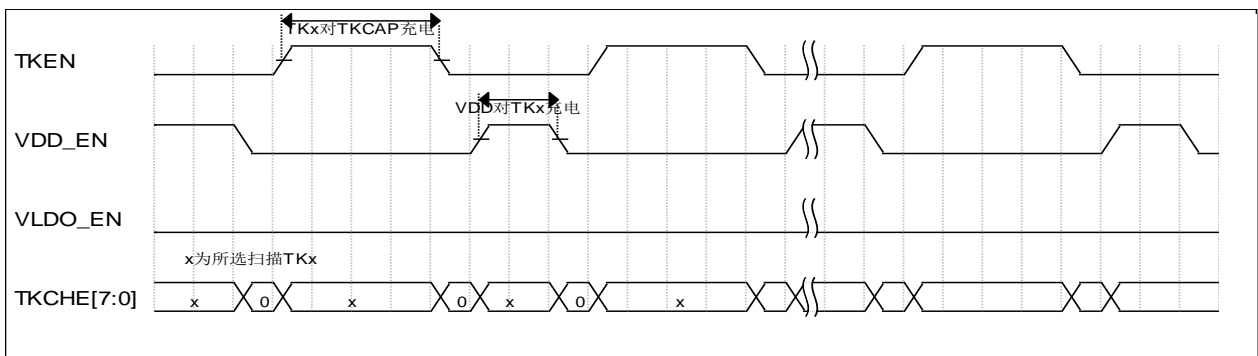 TKx对TKCAP充电
TKEN
VDD对TKx充电
VDD_EN
VLDO_EN
x为所选扫描TKx
TKCHE[7:0] x 0 x 0 x 0 x